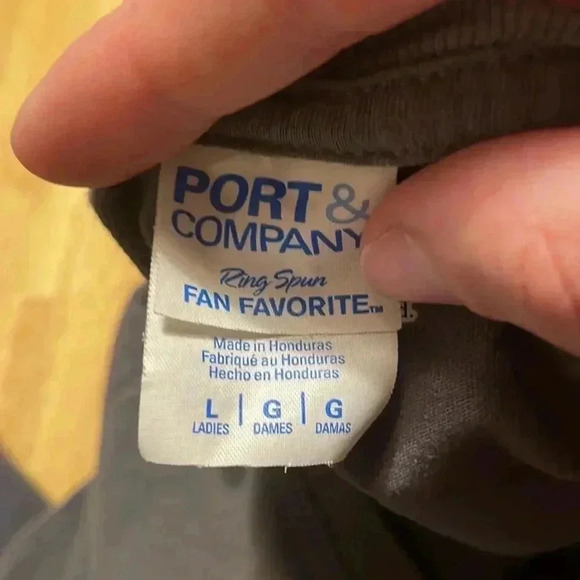 PORT &
COMPANY
Ring Spun
FAN FAVORITE™
Made in Honduras
Fabriqué au Honduras
Hecho en Honduras
L | G | G
LADIES DAMES DAMAS